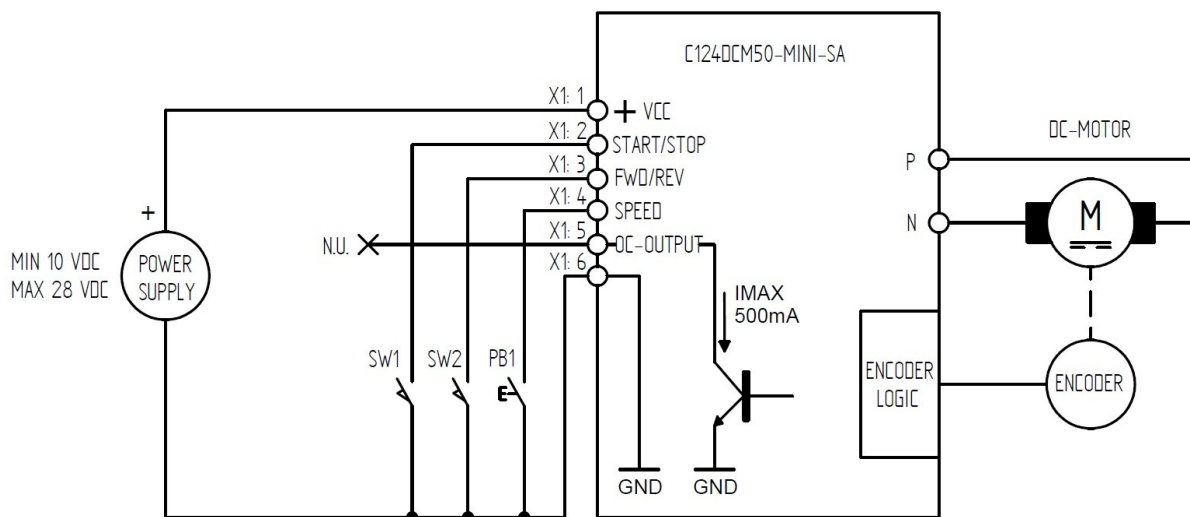 C124DCM50-MINI-SA
X1: 1
+ VCC
X1: 2
START/STOP
DC-MOTOR
X1: 3
FWD/REV
P
X1: 4
SPEED
+
N
M
N.U.
X1: 5
OC-OUTPUT
X1: 6
MIN 10 VDC
MAX 28 VDC
POWER
SUPPLY
IMAX
500mA
SW1
SW2
PB1
ENCODER
LOGIC
ENCODER
GND
GND